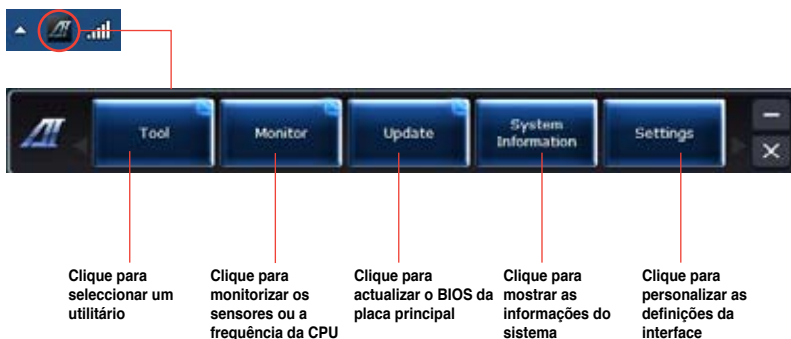 Tool
Monitor
Update
System
Information
Settings
Clique para
seleccionar um
utilitário
Clique para
monitorizar os
sensores ou a
frequência da CPU
Clique para
actualizar o BIOS da
placa principal
Clique para
mostrar as
informações do
sistema
Clique para
personalizar as
definições da
interface